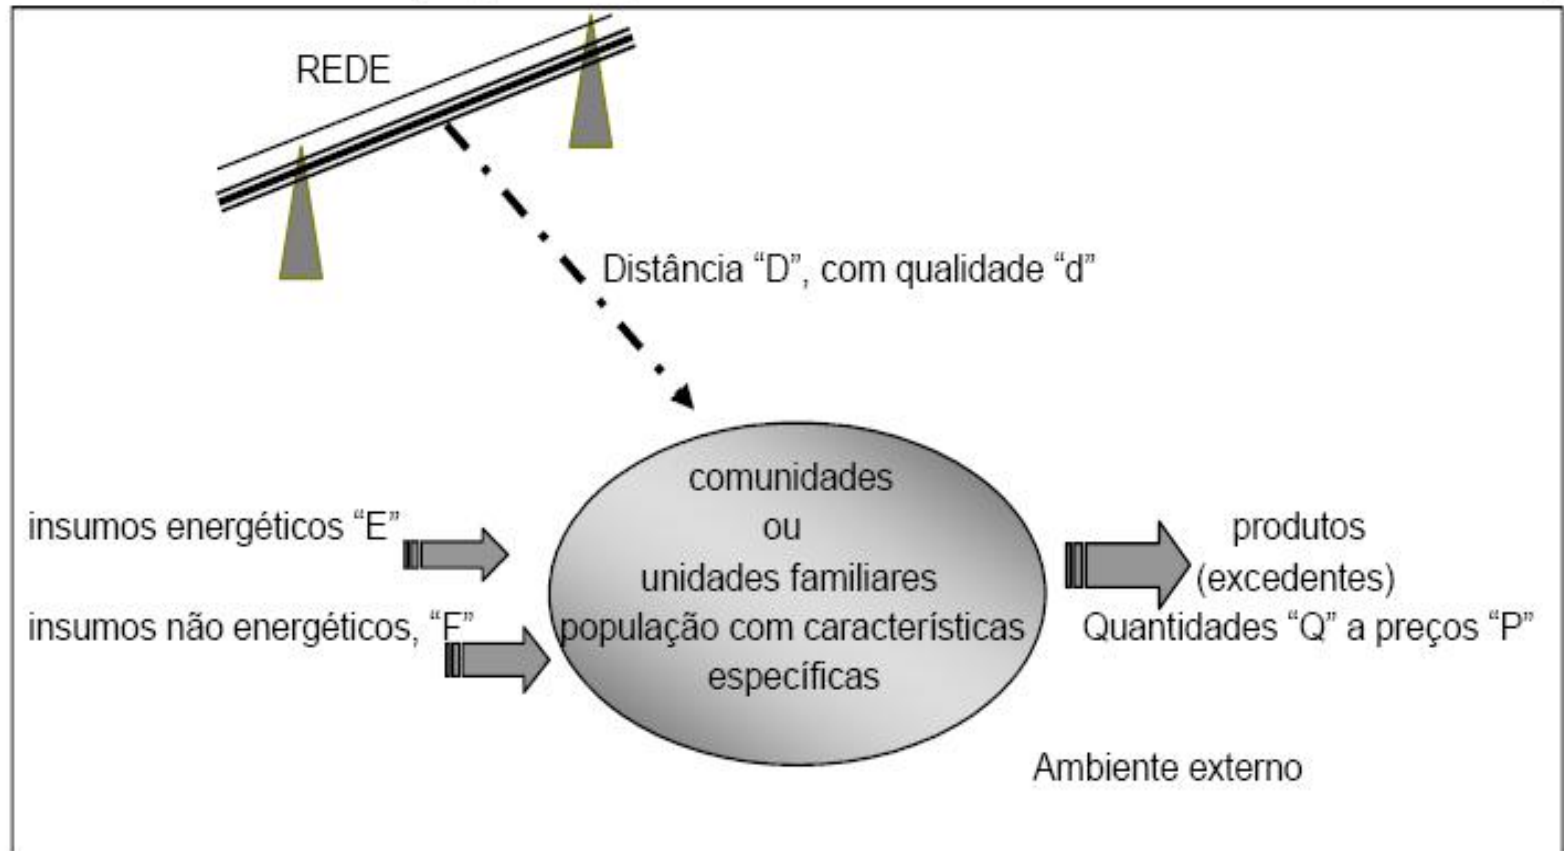 REDE
Distância “D”, com qualidade “d”
comunidades
ou
unidades familiares
população com características
específicas
insumos energéticos “E”
insumos não energéticos, “F”
produtos
(excedentes)
Quantidades “Q” a preços “P”
Ambiente externo